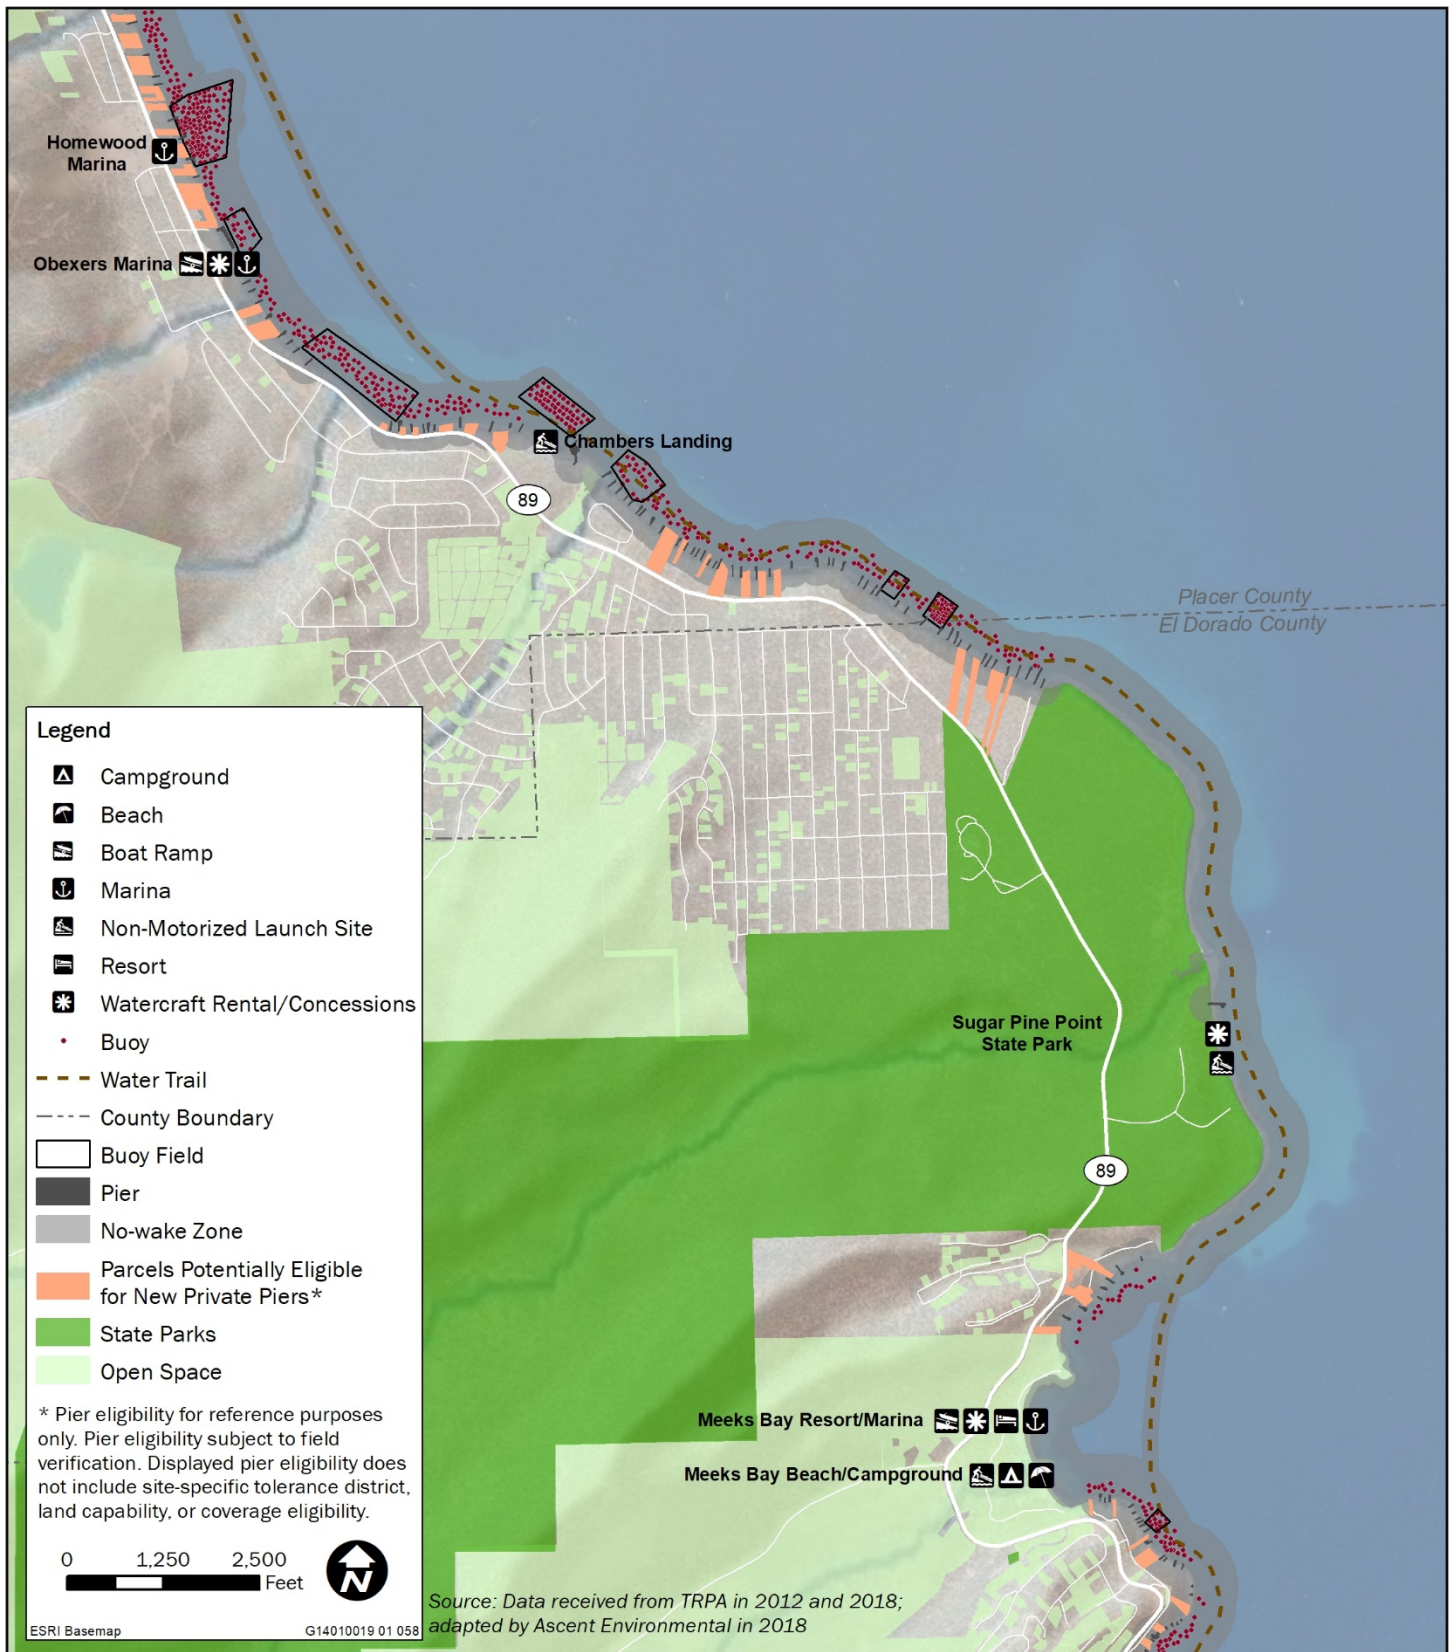 Homewood
Marina
Obexers Marina
Chambers Landing
89
Placer County
El Dorado County
Legend
Campground
Beach
Boat Ramp
Marina
Non-Motorized Launch Site
Resort
Watercraft Rental/Concessions
Buoy
Water Trail
County Boundary
Buoy Field
Pier
No-wake Zone
Parcels Potentially Eligible
for New Private Piers*
State Parks
Open Space
* Pier eligibility for reference purposes
only. Pier eligibility subject to field
verification. Displayed pier eligibility does
not include site-specific tolerance district,
land capability, or coverage eligibility.
0 1,250 2,500
Feet
N
ESRI Basemap G14010019 01 058
Sugar Pine Point
State Park
89
Meeks Bay Resort/Marina
Meeks Bay Beach/Campground
Source: Data received from TRPA in 2012 and 2018;
adapted by Ascent Environmental in 2018